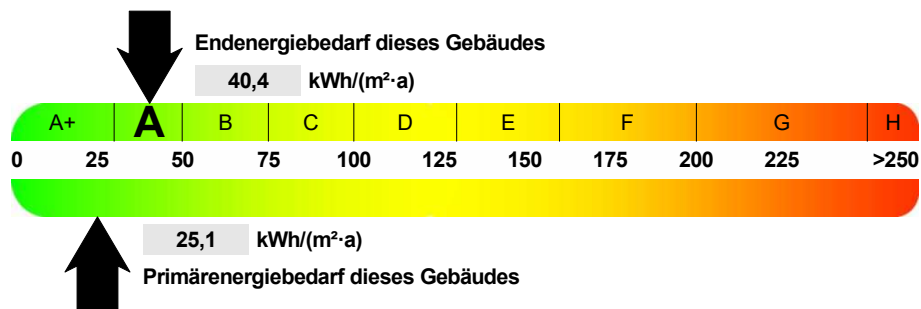 Endenergiebedarf dieses Gebäudes
40,4 kWh/(m²·a)
A+ A B C D E F G H
0 25 50 75 100 125 150 175 200 225 >250
25,1 kWh/(m²·a)
Primärenergiebedarf dieses Gebäudes